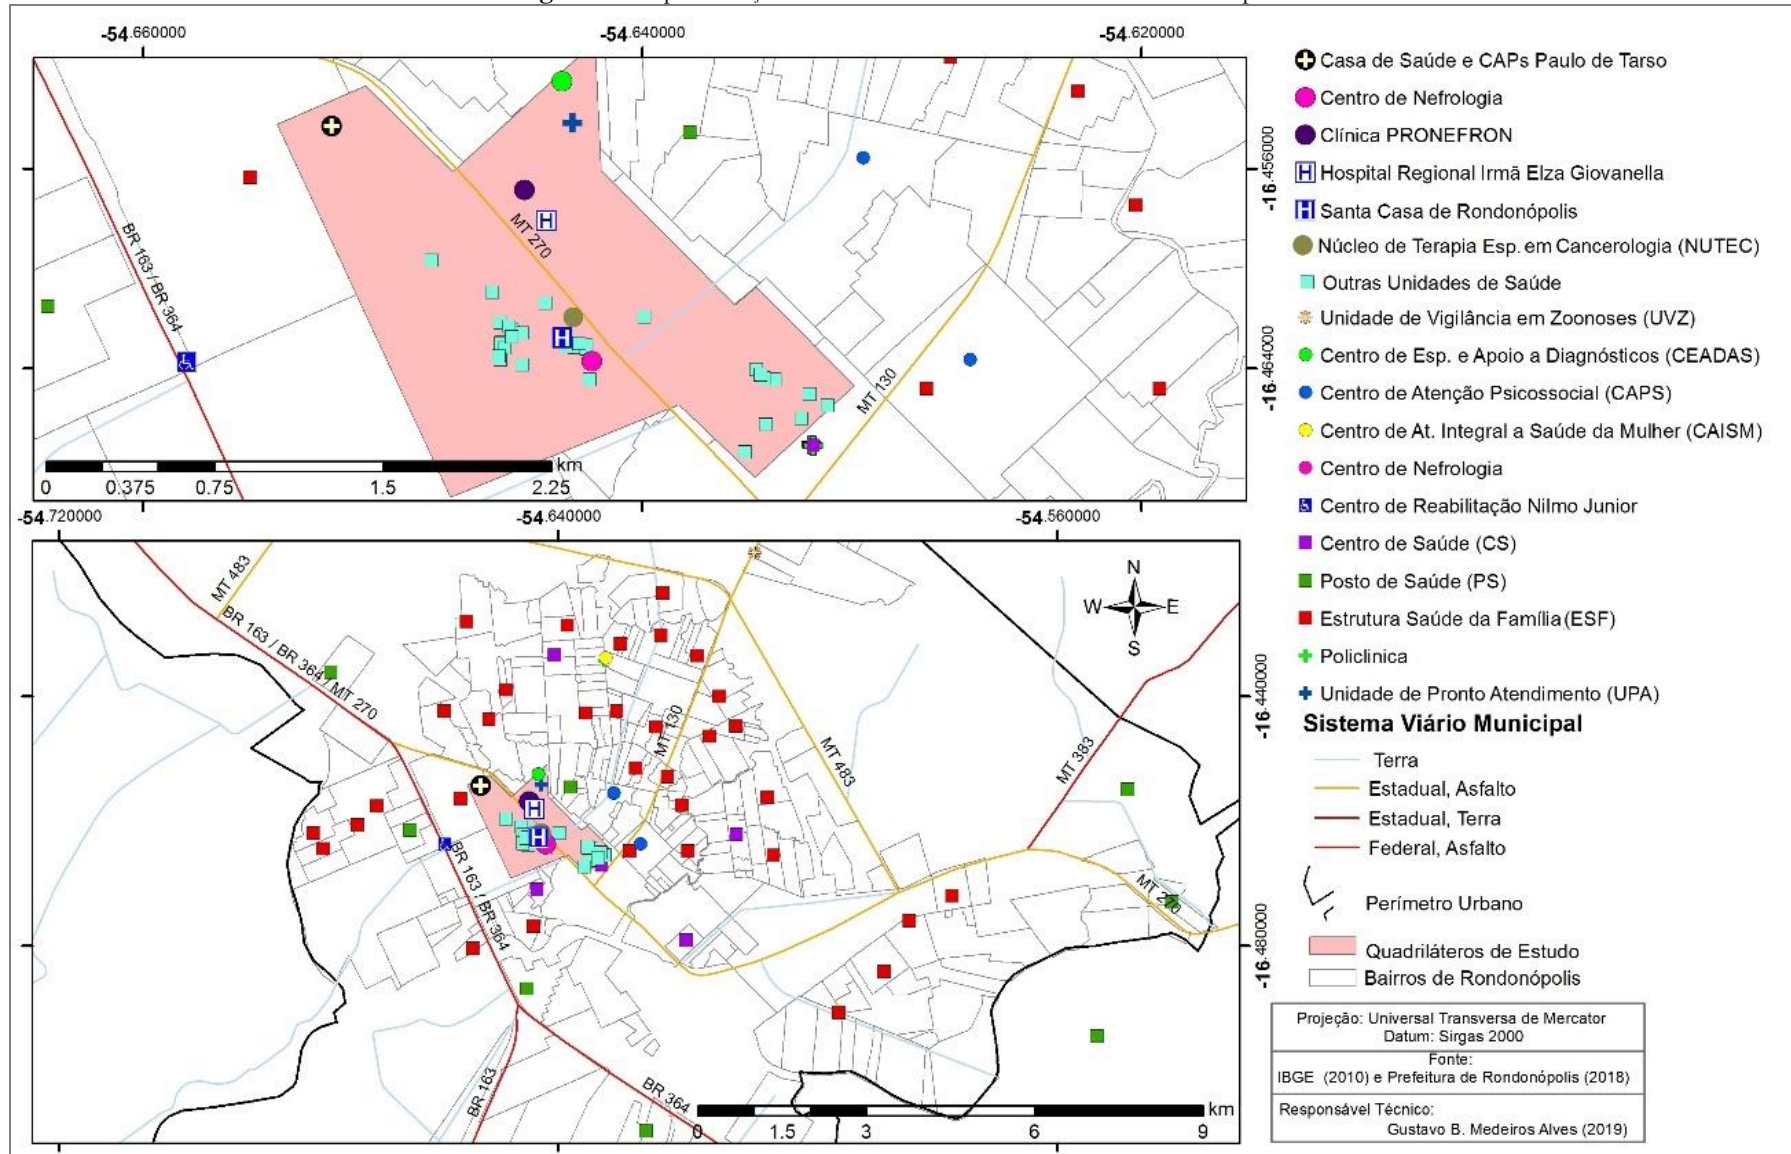 -54.660000
-54.640000
-54.620000
-16.456000
-16.464000
BR 163 / BR 364
MT 270
MT 130
km
0
0.375
0.75
1.5
2.25
-54.720000
-54.640000
-54.560000
MT 483
BR 163 / BR 364 / MT 270
MT 130
MT 483
MT 383
MT 270
BR 163 / BR 364
BR 163
BR 364
N
W
E
S
-16.440000
-16.480000
km
0
1.5
3
6
9
Casa de Saúde e CAPs Paulo de Tarso
Centro de Nefrologia
Clínica PRONEFRON
H Hospital Regional Irmã Elza Giovanella
H Santa Casa de Rondonópolis
Núcleo de Terapia Esp. em Cancerologia (NUTEC)
Outras Unidades de Saúde
Unidade de Vigilância em Zoonoses (UVZ)
Centro de Esp. e Apoio a Diagnósticos (CEADAS)
Centro de Atenção Psicossocial (CAPS)
Centro de At. Integral a Saúde da Mulher (CAISM)
Centro de Nefrologia
Centro de Reabilitação Nilmo Junior
Centro de Saúde (CS)
Posto de Saúde (PS)
Estrutura Saúde da Família (ESF)
Policlinica
Unidade de Pronto Atendimento (UPA)
Sistema Viário Municipal
Terra
Estadual, Asfalto
Estadual, Terra
Federal, Asfalto
Perímetro Urbano
Quadriláteros de Estudo
Bairros de Rondonópolis
Projeção: Universal Transversa de Mercator
Datum: Sirgas 2000
Fonte:
IBGE (2010) e Prefeitura de Rondonópolis (2018)
Responsável Técnico:
Gustavo B. Medeiros Alves (2019)